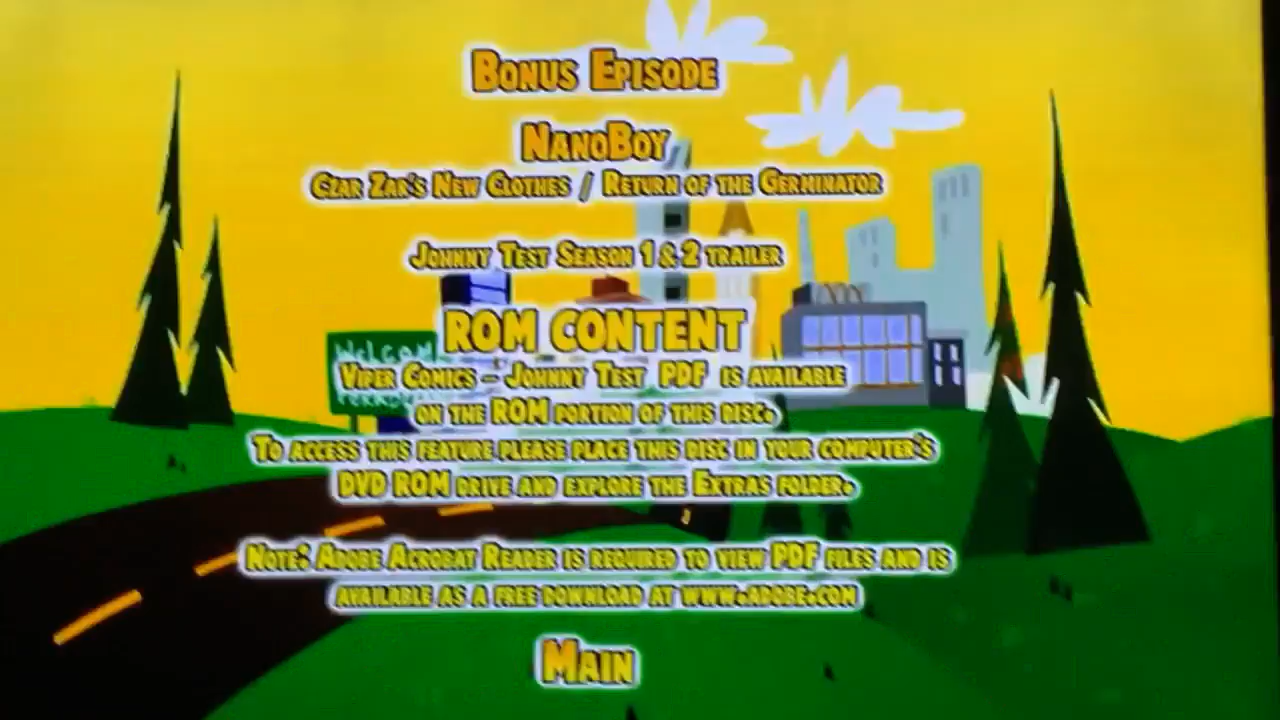 Bonus Episode
NanoBoy
Czar Zar's New Clothes / Return of the Germinator
Johnny Test Season 1 & 2 trailer
ROM CONTENT
Welcome
Viper Comics – Johnny Test PDF is available
on the ROM portion of this disc.
To access this feature please place this disc in your computer's
DVD ROM drive and explore the Extras folder.
Note: Adobe Acrobat Reader is required to view PDF files and is
available as a free download at www.adobe.com
Main